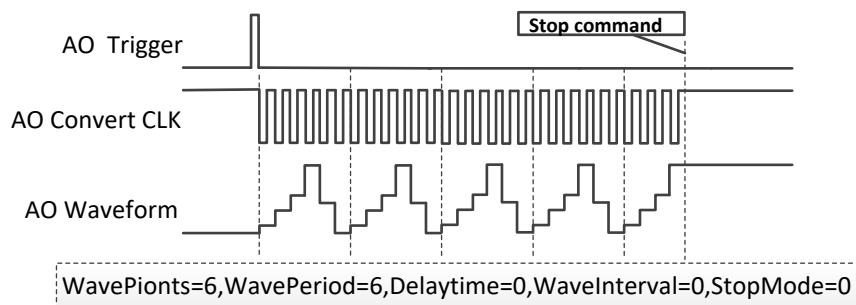 Stop command
AO Trigger
AO Convert CLK
AO Waveform
WavePionts=6,WavePeriod=6,Delaytime=0,WaveInterval=0,StopMode=0